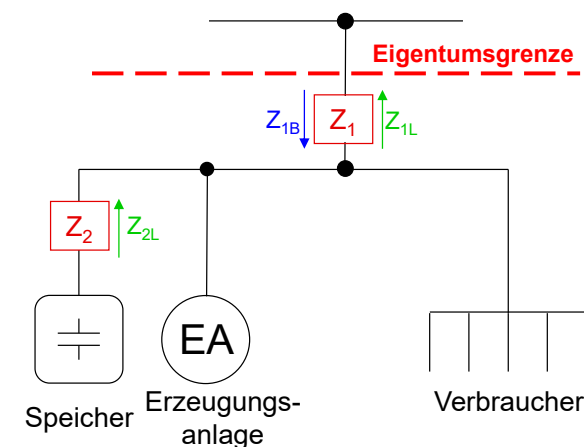 Eigentumsgrenze
Z1B
Z1
Z1L
Z2
Z2L
EA
Speicher
Erzeugungs-
anlage
Verbraucher